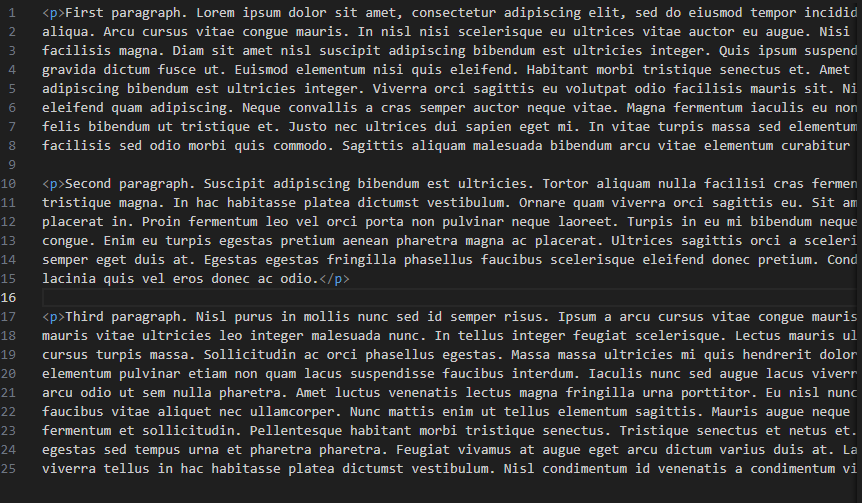 1 <p>First paragraph. Lorem ipsum dolor sit amet, consectetur adipiscing elit, sed do eiusmod tempor incidid
2 aliqua. Arcu cursus vitae congue mauris. In nisl nisi scelerisque eu ultrices vitae auctor eu augue. Nisi
3 facilisis magna. Diam sit amet nisl suscipit adipiscing bibendum est ultricies integer. Quis ipsum suspend
4 gravida dictum fusce ut. Euismod elementum nisi quis eleifend. Habitant morbi tristique senectus et. Amet
5 adipiscing bibendum est ultricies integer. Viverra orci sagittis eu volutpat odio facilisis mauris sit. Ni
6 eleifend quam adipiscing. Neque convallis a cras semper auctor neque vitae. Magna fermentum iaculis eu non
7 felis bibendum ut tristique et. Justo nec ultrices dui sapien eget mi. In vitae turpis massa sed elementum
8 facilisis sed odio morbi quis commodo. Sagittis aliquam malesuada bibendum arcu vitae elementum curabitur
9
10 <p>Second paragraph. Suscipit adipiscing bibendum est ultricies. Tortor aliquam nulla facilisi cras fermen
11 tristique magna. In hac habitasse platea dictumst vestibulum. Ornare quam viverra orci sagittis eu. Sit am
12 placerat in. Proin fermentum leo vel orci porta non pulvinar neque laoreet. Turpis in eu mi bibendum neque
13 congue. Enim eu turpis egestas pretium aenean pharetra magna ac placerat. Ultrices sagittis orci a sceleri
14 semper eget duis at. Egestas egestas fringilla phasellus faucibus scelerisque eleifend donec pretium. Cond
15 lacinia quis vel eros donec ac odio.</p>
16
17 <p>Third paragraph. Nisl purus in mollis nunc sed id semper risus. Ipsum a arcu cursus vitae congue mauris
18 mauris vitae ultricies leo integer malesuada nunc. In tellus integer feugiat scelerisque. Lectus mauris ul
19 cursus turpis massa. Sollicitudin ac orci phasellus egestas. Massa massa ultricies mi quis hendrerit dolor
20 elementum pulvinar etiam non quam lacus suspendisse faucibus interdum. Iaculis nunc sed augue lacus viverr
21 arcu odio ut sem nulla pharetra. Amet luctus venenatis lectus magna fringilla urna porttitor. Eu nisl nunc
22 faucibus vitae aliquet nec ullamcorper. Nunc mattis enim ut tellus elementum sagittis. Mauris augue neque
23 fermentum et sollicitudin. Pellentesque habitant morbi tristique senectus. Tristique senectus et netus et.
24 egestas sed tempus urna et pharetra pharetra. Feugiat vivamus at augue eget arcu dictum varius duis at. La
25 viverra tellus in hac habitasse platea dictumst vestibulum. Nisl condimentum id venenatis a condimentum vi